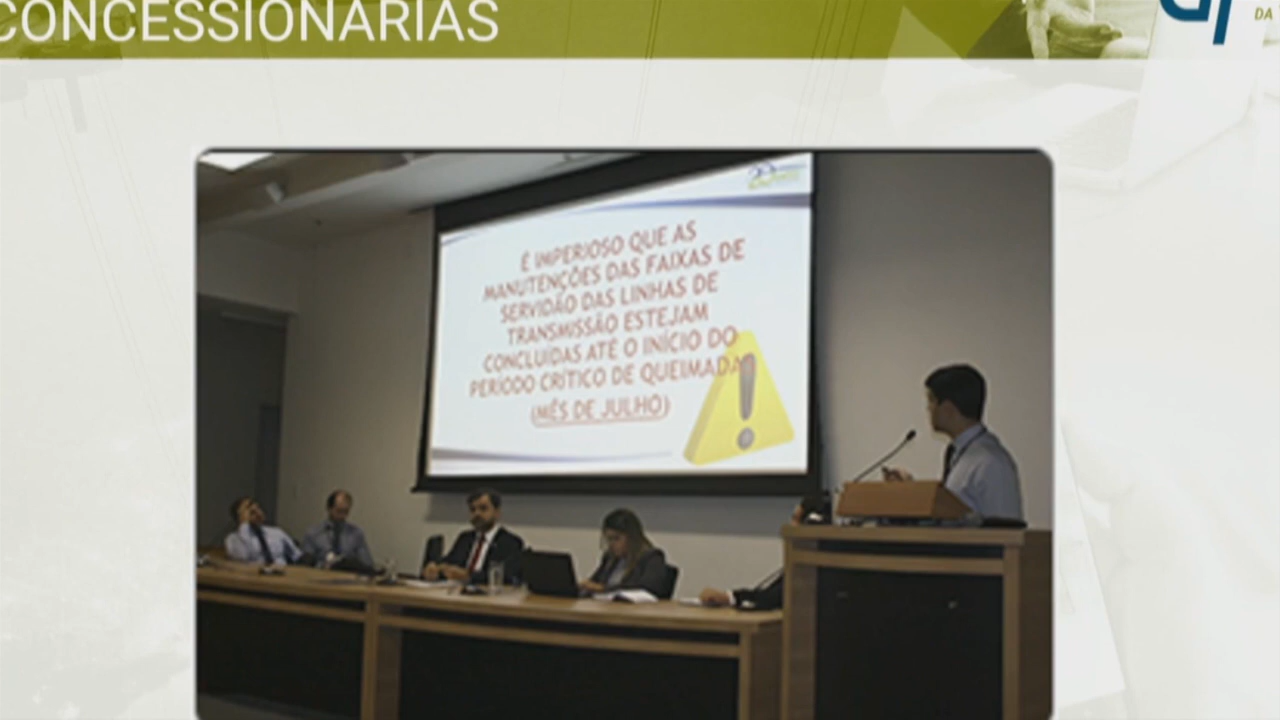 CONCESSIONÁRIAS
DA
É IMPERIOSO QUE AS
MANUTENÇÕES DAS FAIXAS DE
SERVIDÃO DAS LINHAS DE
TRANSMISSÃO ESTEJAM
CONCLUÍDAS ATÉ O INÍCIO DO
PERÍODO CRÍTICO DE QUEIMADA
(MÊS DE JULHO)